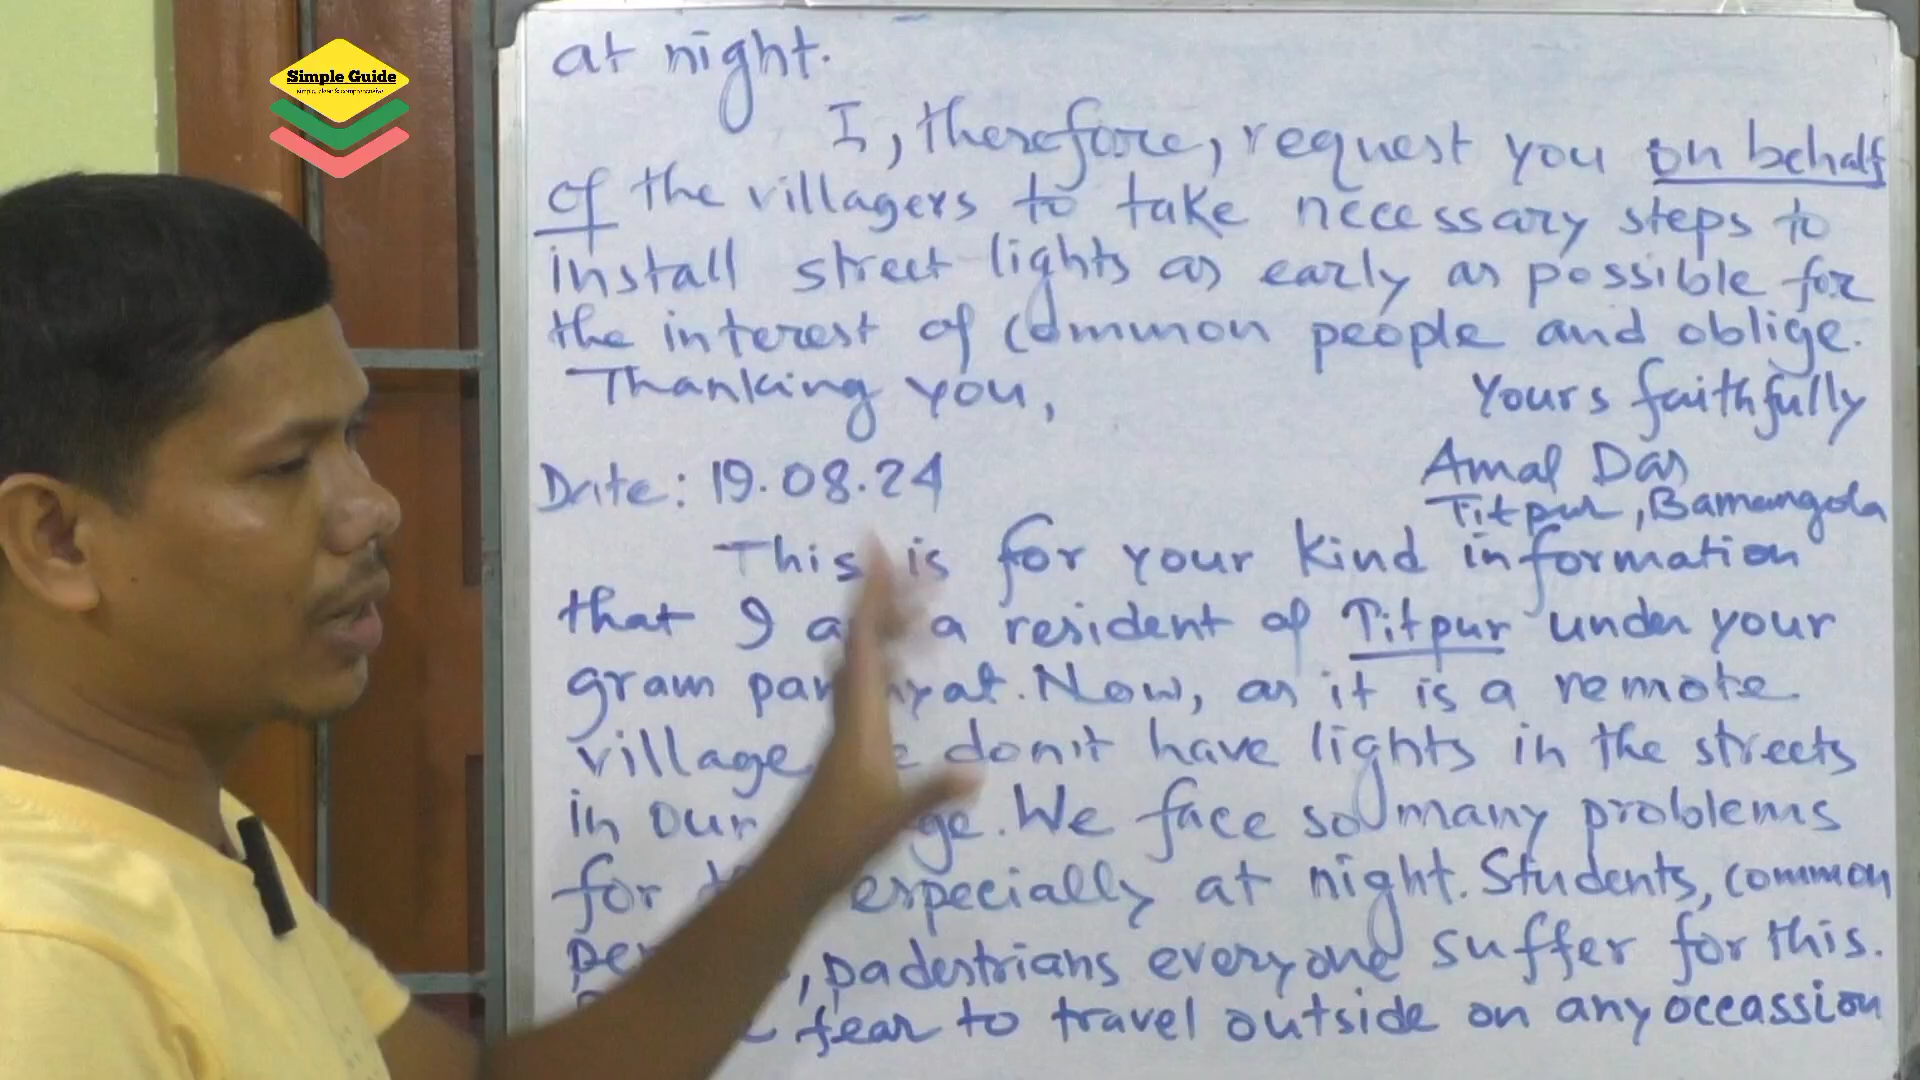 Simple Guide
at night.
I, therefore, request you on behalf
of the villagers to take necessary steps to
install street lights as early as possible for
the interest of common people and oblige.
Thanking you,
Yours faithfully
Date: 19.08.24
Amal Das
Titpur, Bamangola
This is for your kind information
that I a resident of Titpur under your
gram Now, as it is a remote
village don't have lights in the streets
in our We face so many problems
for especially at night. Students, common
, padestrians everyone suffer for this.
fear to travel outside on any occassion